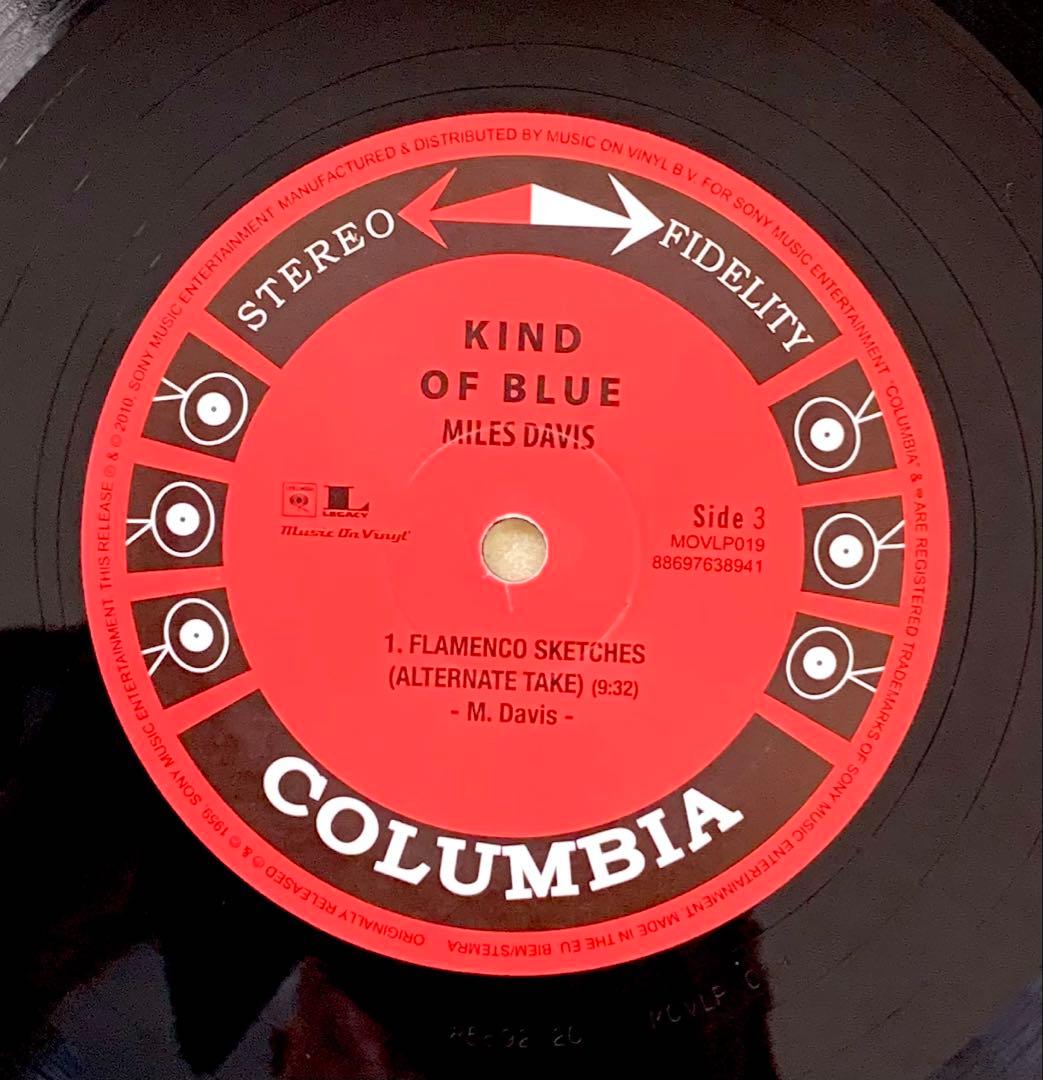 MANUFACTURED & DISTRIBUTED BY MUSIC ON VINYL B.V. FOR SONY MUSIC ENTERTAINMENT "COLUMBIA" & ARE REGISTERED TRADEMARKS OF SONY MUSIC ENTERTAINMENT. MADE IN THE EU BIEM/STEMRA
ORIGINALLY RELEASED ℗ & © 1959, SONY MUSIC ENTERTAINMENT THIS RELEASE ℗ & © 2010, SONY MUSIC ENTERTAINMENT
STEREO FIDELITY
KIND
OF BLUE
MILES DAVIS
L
LEGACY
Music On Vinyl
Side 3
MOVLP019
88697638941
1. FLAMENCO SKETCHES
(ALTERNATE TAKE) (9:32)
- M. Davis -
COLUMBIA
MOVLP